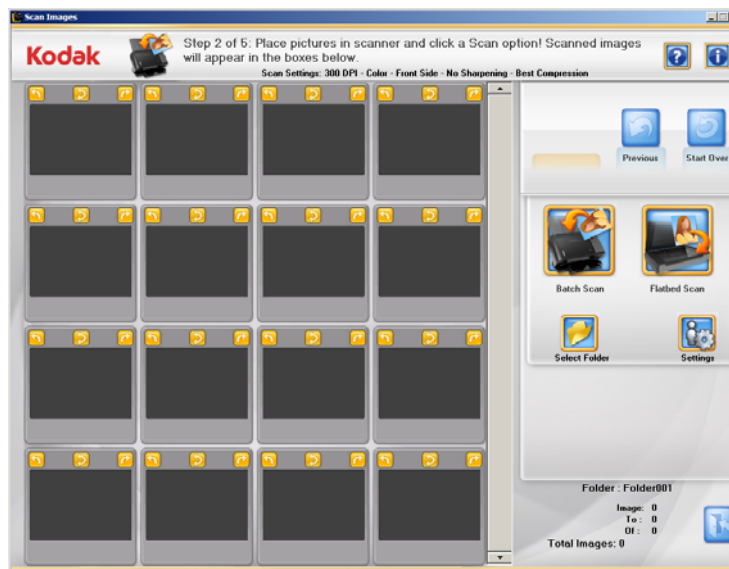 Scan Images
Kodak
Step 2 of 5: Place pictures in scanner and click a Scan option! Scanned images
will appear in the boxes below.
Scan Settings: 300 DPI - Color - Front Side - No Sharpening - Best Compression
Previous
Start Over
Batch Scan
Flatbed Scan
Select Folder
Settings
Folder : Folder001
Image: 0
To : 0
Of : 0
Total Images: 0